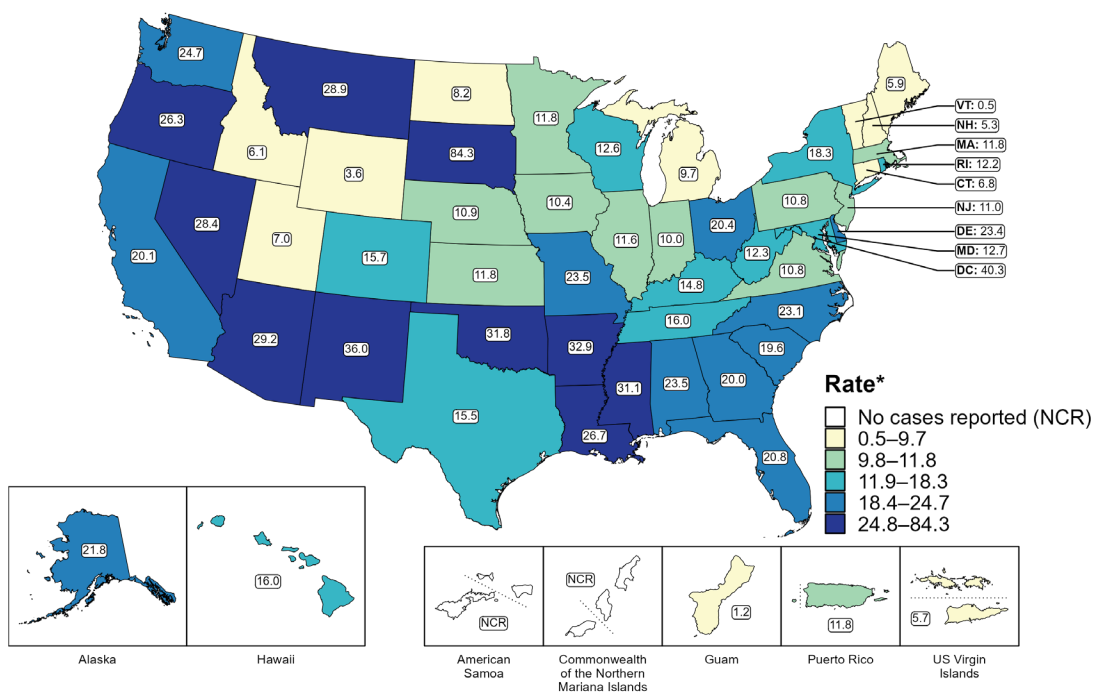 24.7
28.9
8.2
11.8
5.9
VT: 0.5
26.3
NH: 5.3
6.1
84.3
12.6
18.3
MA: 11.8
RI: 12.2
3.6
9.7
CT: 6.8
10.9
10.4
10.8
NJ: 11.0
28.4
7.0
11.6
10.0
20.4
DE: 23.4
20.1
15.7
12.3
MD: 12.7
23.5
10.8
DC: 40.3
11.8
14.8
23.1
16.0
29.2
36.0
31.8
32.9
19.6
31.1
23.5
20.0
15.5
26.7
20.8
Rate*
No cases reported (NCR)
0.5–9.7
9.8–11.8
11.9–18.3
18.4–24.7
24.8–84.3
21.8
16.0
NCR
NCR
1.2
11.8
5.7
Alaska
Hawaii
American
Samoa
Commonwealth
of the Northern
Mariana Islands
Guam
Puerto Rico
US Virgin
Islands